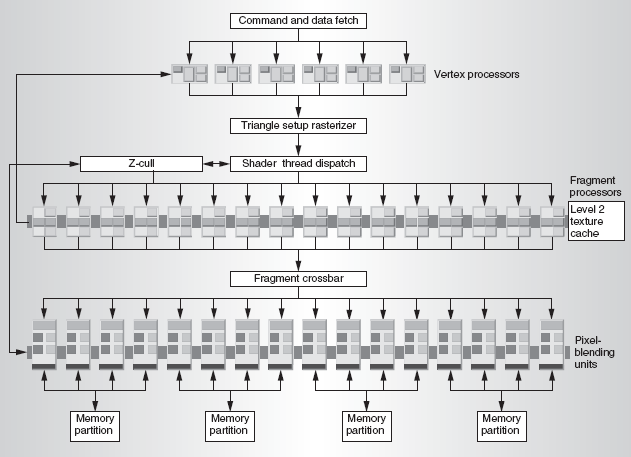 Command and data fetch
Vertex processors
Triangle setup rasterizer
Z-cull
Shader thread dispatch
Fragment
processors
Level 2
texture
cache
Fragment crossbar
Pixel-
blending
units
Memory
partition
Memory
partition
Memory
partition
Memory
partition